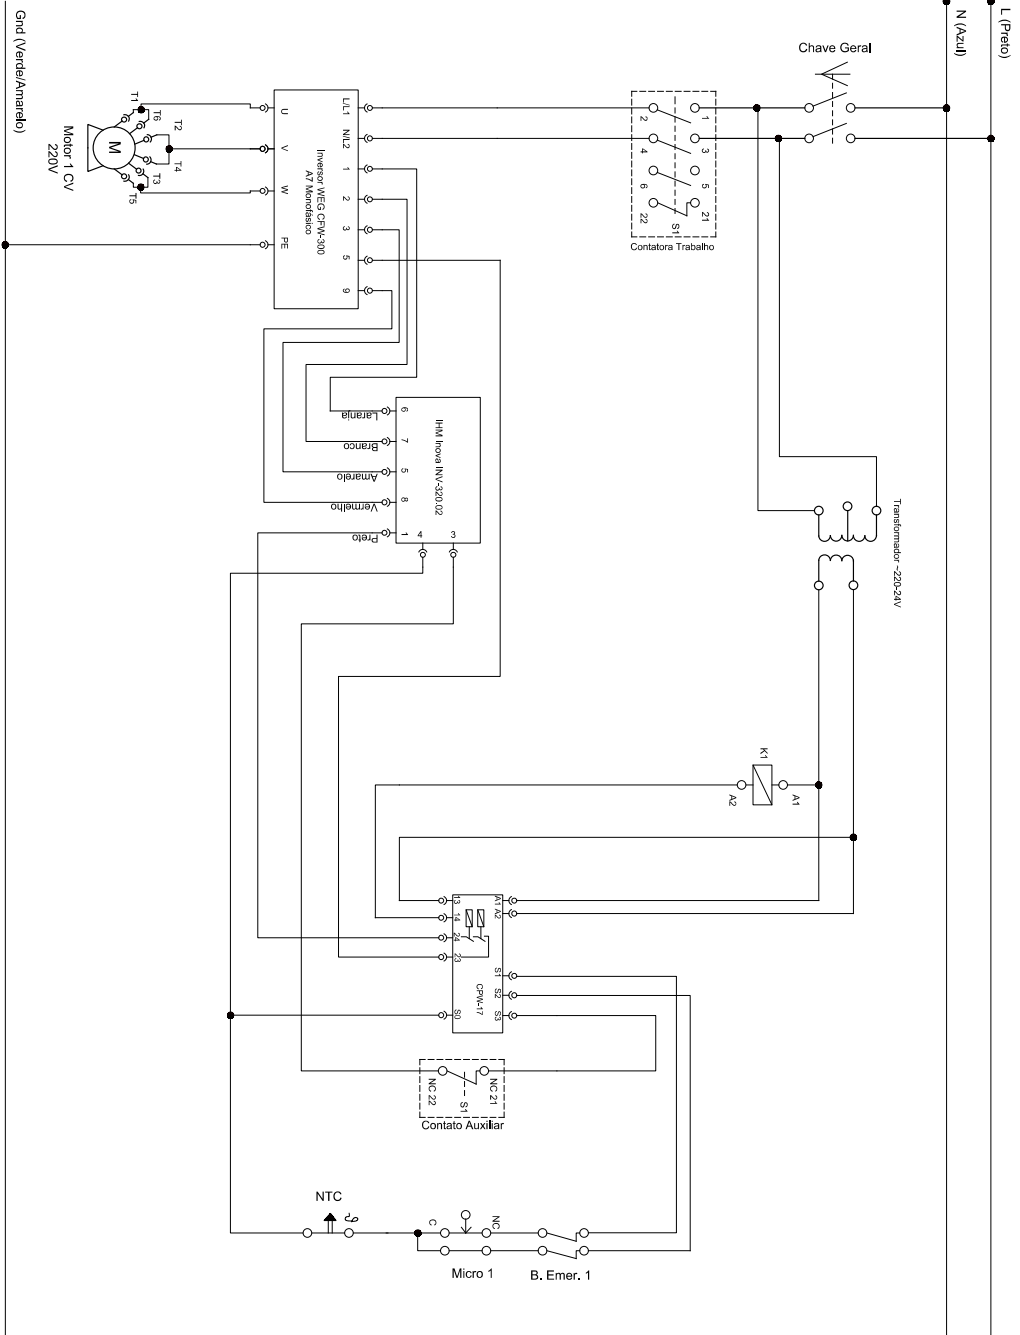 Gnd (Verde/Amarelo)
N (Azul)
L (Preto)
Chave Geral
1
2
3
4
5
6
21
22
S1
Contatora Trabalho
L/L1
N/L2
1
2
3
5
9
U
V
W
PE
Inversor WEG CFW-300
A7 Monofásico
T1
T6
T2
T4
T3
T5
M
Motor 1 CV
220V
IHM Inova INV-320.02
6
7
5
8
1
4
3
Laranja
Branco
Amarelo
Vermelho
Preto
Transformador ~220-24V
K1
A1
A2
A1
A2
13
14
24
23
S1
S2
S3
S0
CPW-17
NC 21
NC 22
S1
Contato Auxiliar
NTC
C
NC
Micro 1
B. Emer. 1